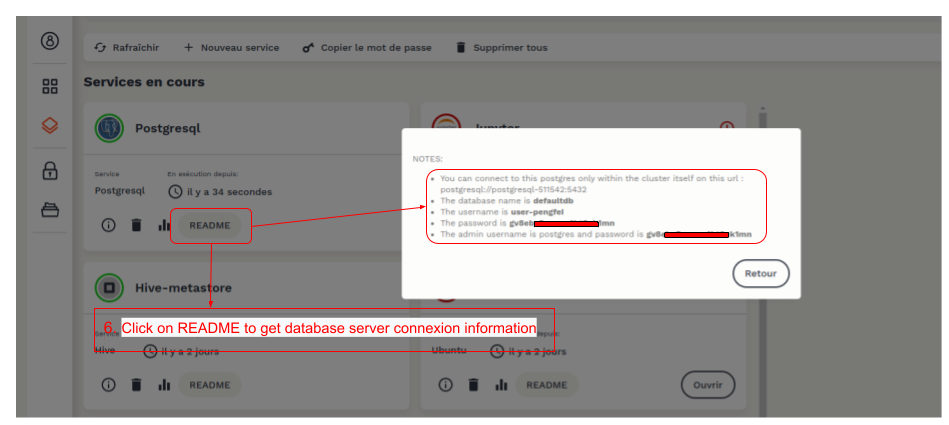 Rafraîchir + Nouveau service Copier le mot de passe Supprimer tous
Services en cours
Postgresql
Jupyter
Service En exécution depuis:
Postgresql il y a 34 secondes
README
NOTES:
• You can connect to this postgres only within the cluster itself on this url :
postgresql://postgresql-511542:5432
• The database name is defaultdb
• The username is user-pengfei
• The password is gv8eb lmn
• The admin username is postgres and password is gv8e k1mn
Retour
Hive-metastore
6. Click on README to get database server connexion information
Service depuis:
Hive il y a 2 jours
Ubuntu il y a 2 jours
README
README
Ouvrir